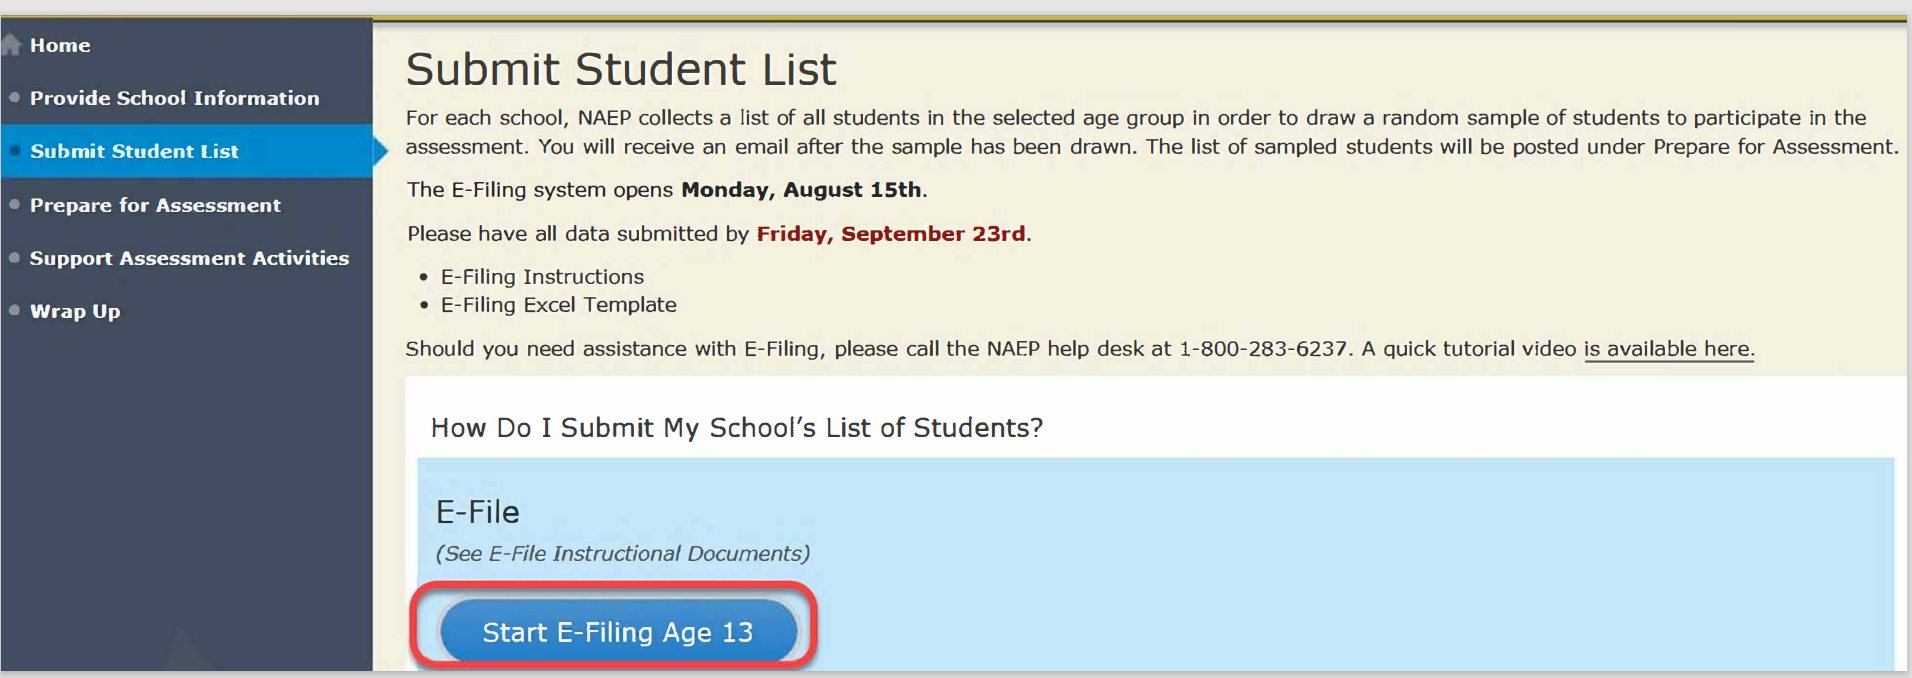 Home
Provide School Information
Submit Student List
Prepare for Assessment
Support Assessment Activities
Wrap Up
Submit Student List
For each school, NAEP collects a list of all students in the selected age group in order to draw a random sample of students to participate in the
assessment. You will receive an email after the sample has been drawn. The list of sampled students will be posted under Prepare for Assessment.
The E-Filing system opens Monday, August 15th.
Please have all data submitted by Friday, September 23rd.
• E-Filing Instructions
• E-Filing Excel Template
Should you need assistance with E-Filing, please call the NAEP help desk at 1-800-283-6237. A quick tutorial video is available here.
How Do I Submit My School's List of Students?
E-File
(See E-File Instructional Documents)
Start E-Filing Age 13